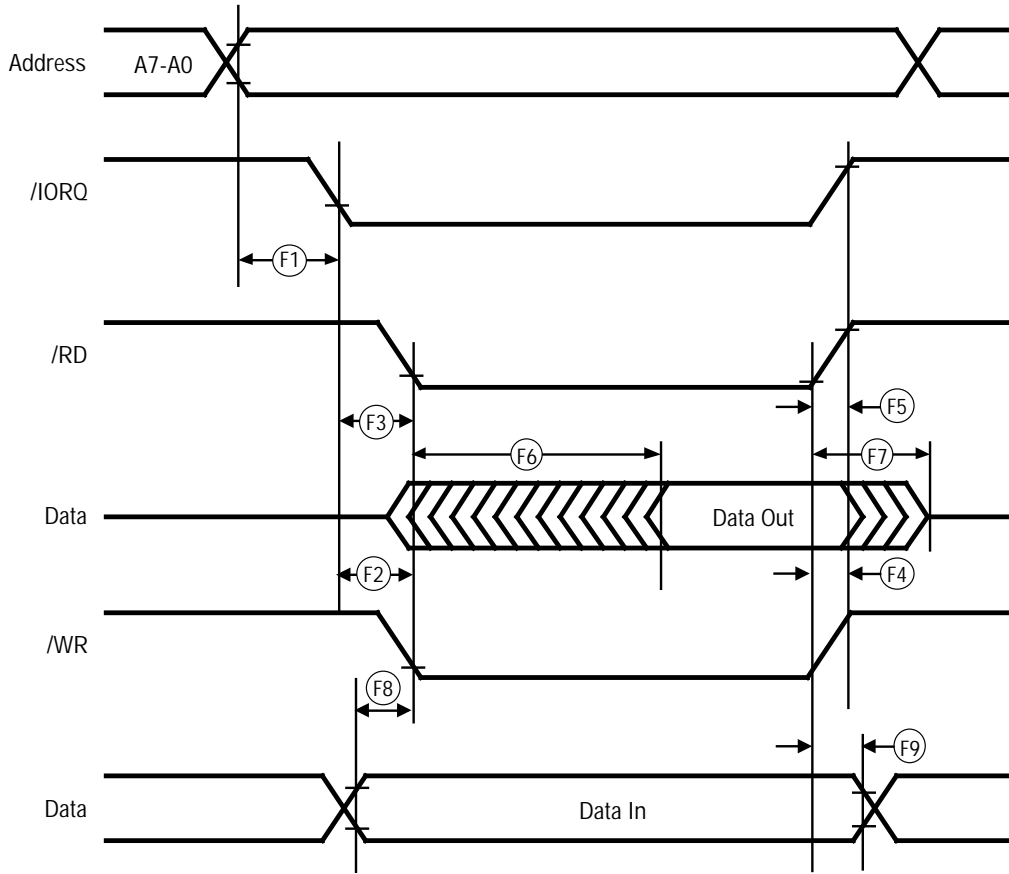 Address A7-A0
/IORQ
F1
/RD
F3 F5
F6 F7
Data Data Out
F2 F4
/WR
F8
F9
Data Data In